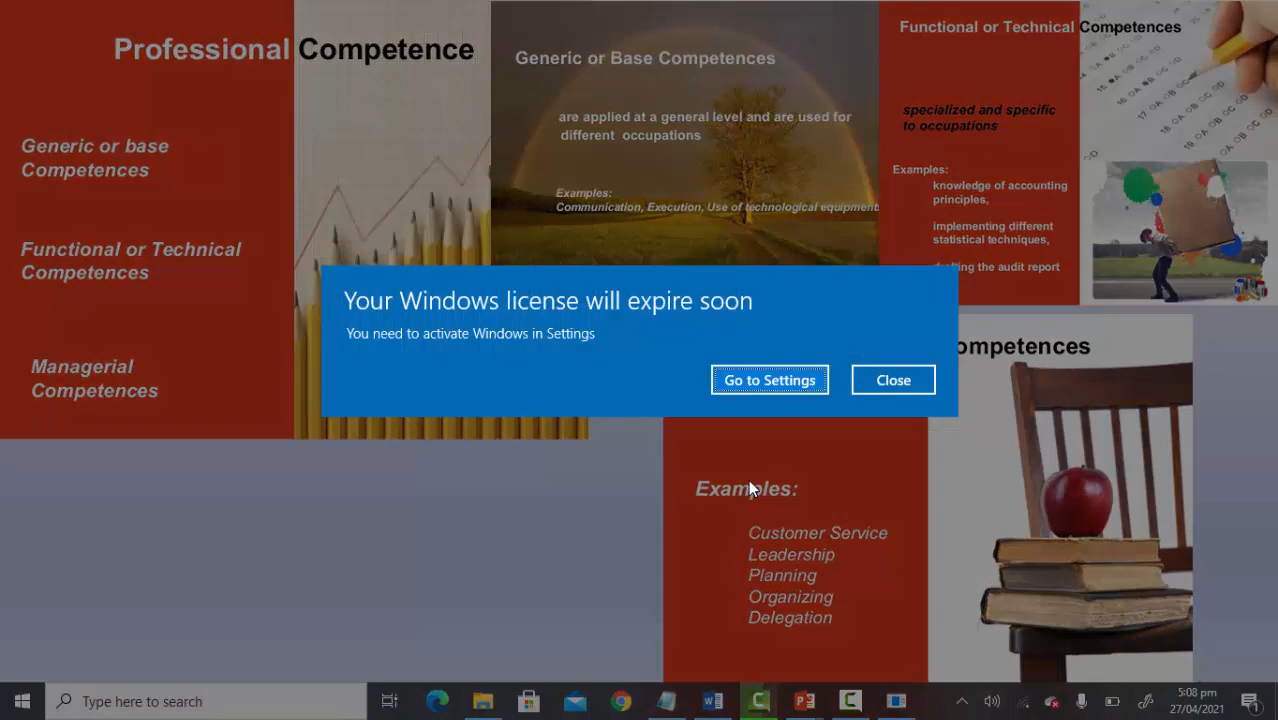 Professional Competence
Generic or base
Competences
Functional or Technical
Competences
Managerial
Competences
Generic or Base Competences
are applied at a general level and are used for
different occupations
Examples:
Communication, Execution, Use of technological equipment
Functional or Technical Competences
specialized and specific
to occupations
Examples:
knowledge of accounting
principles,
implementing different
statistical techniques,
the audit report
Your Windows license will expire soon
You need to activate Windows in Settings
Go to Settings
Close
ompetences
Examples:
Customer Service
Leadership
Planning
Organizing
Delegation
Type here to search
5:08 pm
27/04/2021